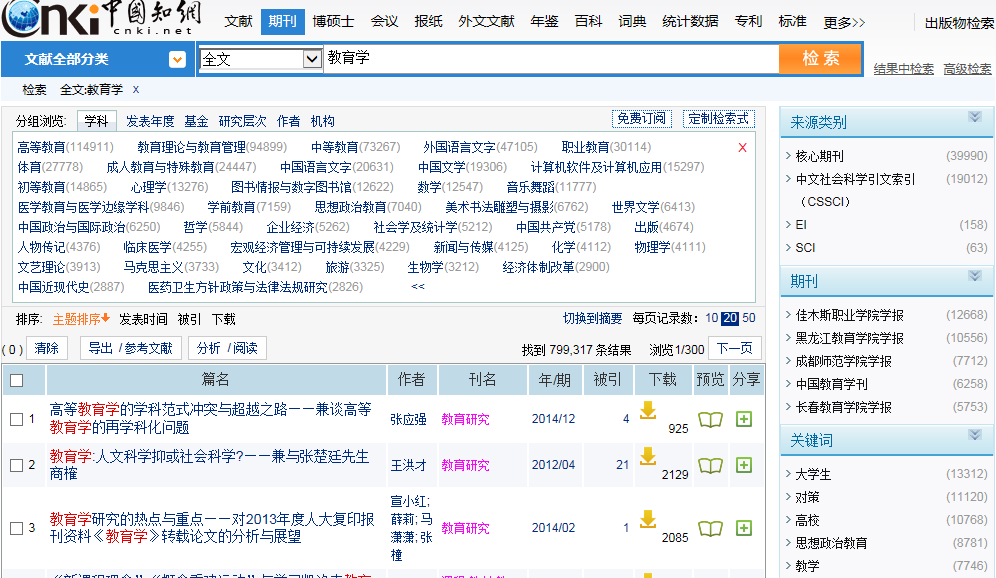 cnki中国知网
cnki.net
文献 期刊 博硕士 会议 报纸 外文文献 年鉴 百科 词典 统计数据 专利 标准 更多>> 出版物检索
文献全部分类 全文 教育学 检索 结果中检索 高级检索
检索 全文:教育学 x
分组浏览: 学科 发表年度 基金 研究层次 作者 机构 免费订阅 定制检索式
高等教育(114911) 教育理论与教育管理(94899) 中等教育(73267) 外国语言文字(47105) 职业教育(30114) X
体育(27778) 成人教育与特殊教育(24447) 中国语言文字(20631) 中国文学(19306) 计算机软件及计算机应用(15297)
初等教育(14865) 心理学(13276) 图书情报与数字图书馆(12622) 数学(12547) 音乐舞蹈(11777)
医学教育与医学边缘学科(9846) 学前教育(7159) 思想政治教育(7040) 美术书法雕塑与摄影(6762) 世界文学(6413)
中国政治与国际政治(6250) 哲学(5844) 企业经济(5262) 社会学及统计学(5212) 中国共产党(5178) 出版(4674)
人物传记(4376) 临床医学(4255) 宏观经济管理与可持续发展(4229) 新闻与传媒(4125) 化学(4112) 物理学(4111)
文艺理论(3913) 马克思主义(3733) 文化(3412) 旅游(3325) 生物学(3212) 经济体制改革(2900)
中国近现代史(2887) 医药卫生方针政策与法律法规研究(2826) <<
排序: 主题排序 发表时间 被引 下载 切换到摘要 每页记录数: 10 20 50
(0) 清除 导出 /参考文献 分析 /阅读 找到 799,317 条结果 浏览1/300 下一页
篇名 作者 刊名 年/期 被引 下载 预览 分享
1 高等教育学的学科范式冲突与超越之路——兼谈高等
教育学的再学科化问题 张应强 教育研究 2014/12 4 925
2 教育学:人文科学抑或社会科学?——兼与张楚廷先生
商榷 王洪才 教育研究 2012/04 21 2129
3 教育学研究的热点与重点——对2013年度人大复印报
刊资料《教育学》转载论文的分析与展望 宣小红;
薛莉;马
潇潇;张
橦 教育研究 2014/02 1 2085
来源类别
核心期刊 (39990)
中文社会科学引文索引 (19012)
(CSSCI)
EI (158)
SCI (63)
期刊
佳木斯职业学院学报 (12668)
黑龙江教育学院学报 (10556)
成都师范学院学报 (7712)
中国教育学刊 (6258)
长春教育学院学报 (5753)
关键词
大学生 (13312)
对策 (11120)
高校 (10768)
思想政治教育 (8781)
教学 (7746)